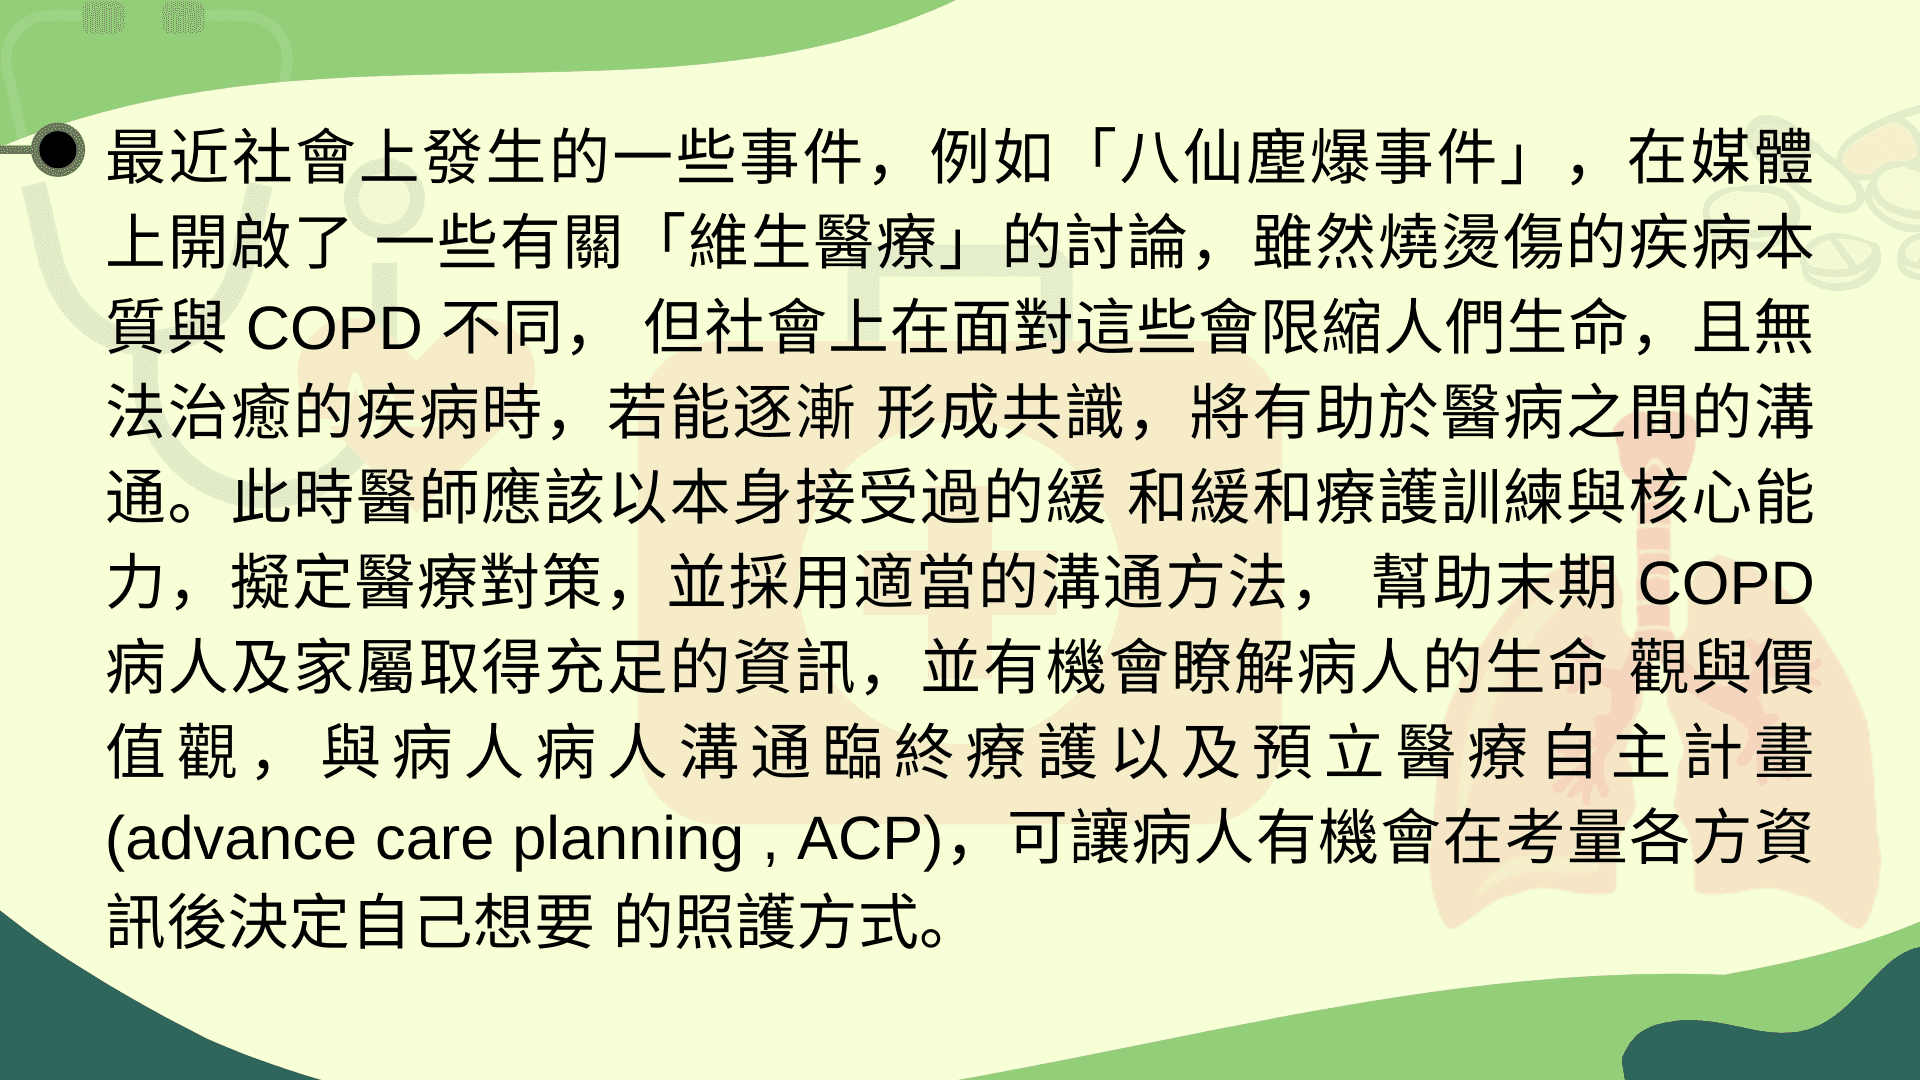 最近社會上發生的一些事件，例如「八仙塵爆事件」，在媒體
上開啟了 一些有關「維生醫療」的討論，雖然燒燙傷的疾病本
質與 COPD 不同， 但社會上在面對這些會限縮人們生命，且無
法治癒的疾病時，若能逐漸 形成共識，將有助於醫病之間的溝
通。此時醫師應該以本身接受過的緩 和緩和療護訓練與核心能
力，擬定醫療對策，並採用適當的溝通方法， 幫助末期 COPD
病人及家屬取得充足的資訊，並有機會瞭解病人的生命 觀與價
值觀，與病人病人溝通臨終療護以及預立醫療自主計畫
(advance care planning , ACP)，可讓病人有機會在考量各方資
訊後決定自己想要 的照護方式。